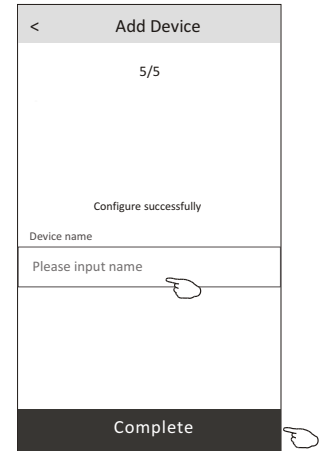 < Add Device
5/5
Configure successfully
Device name
Please input name
Complete